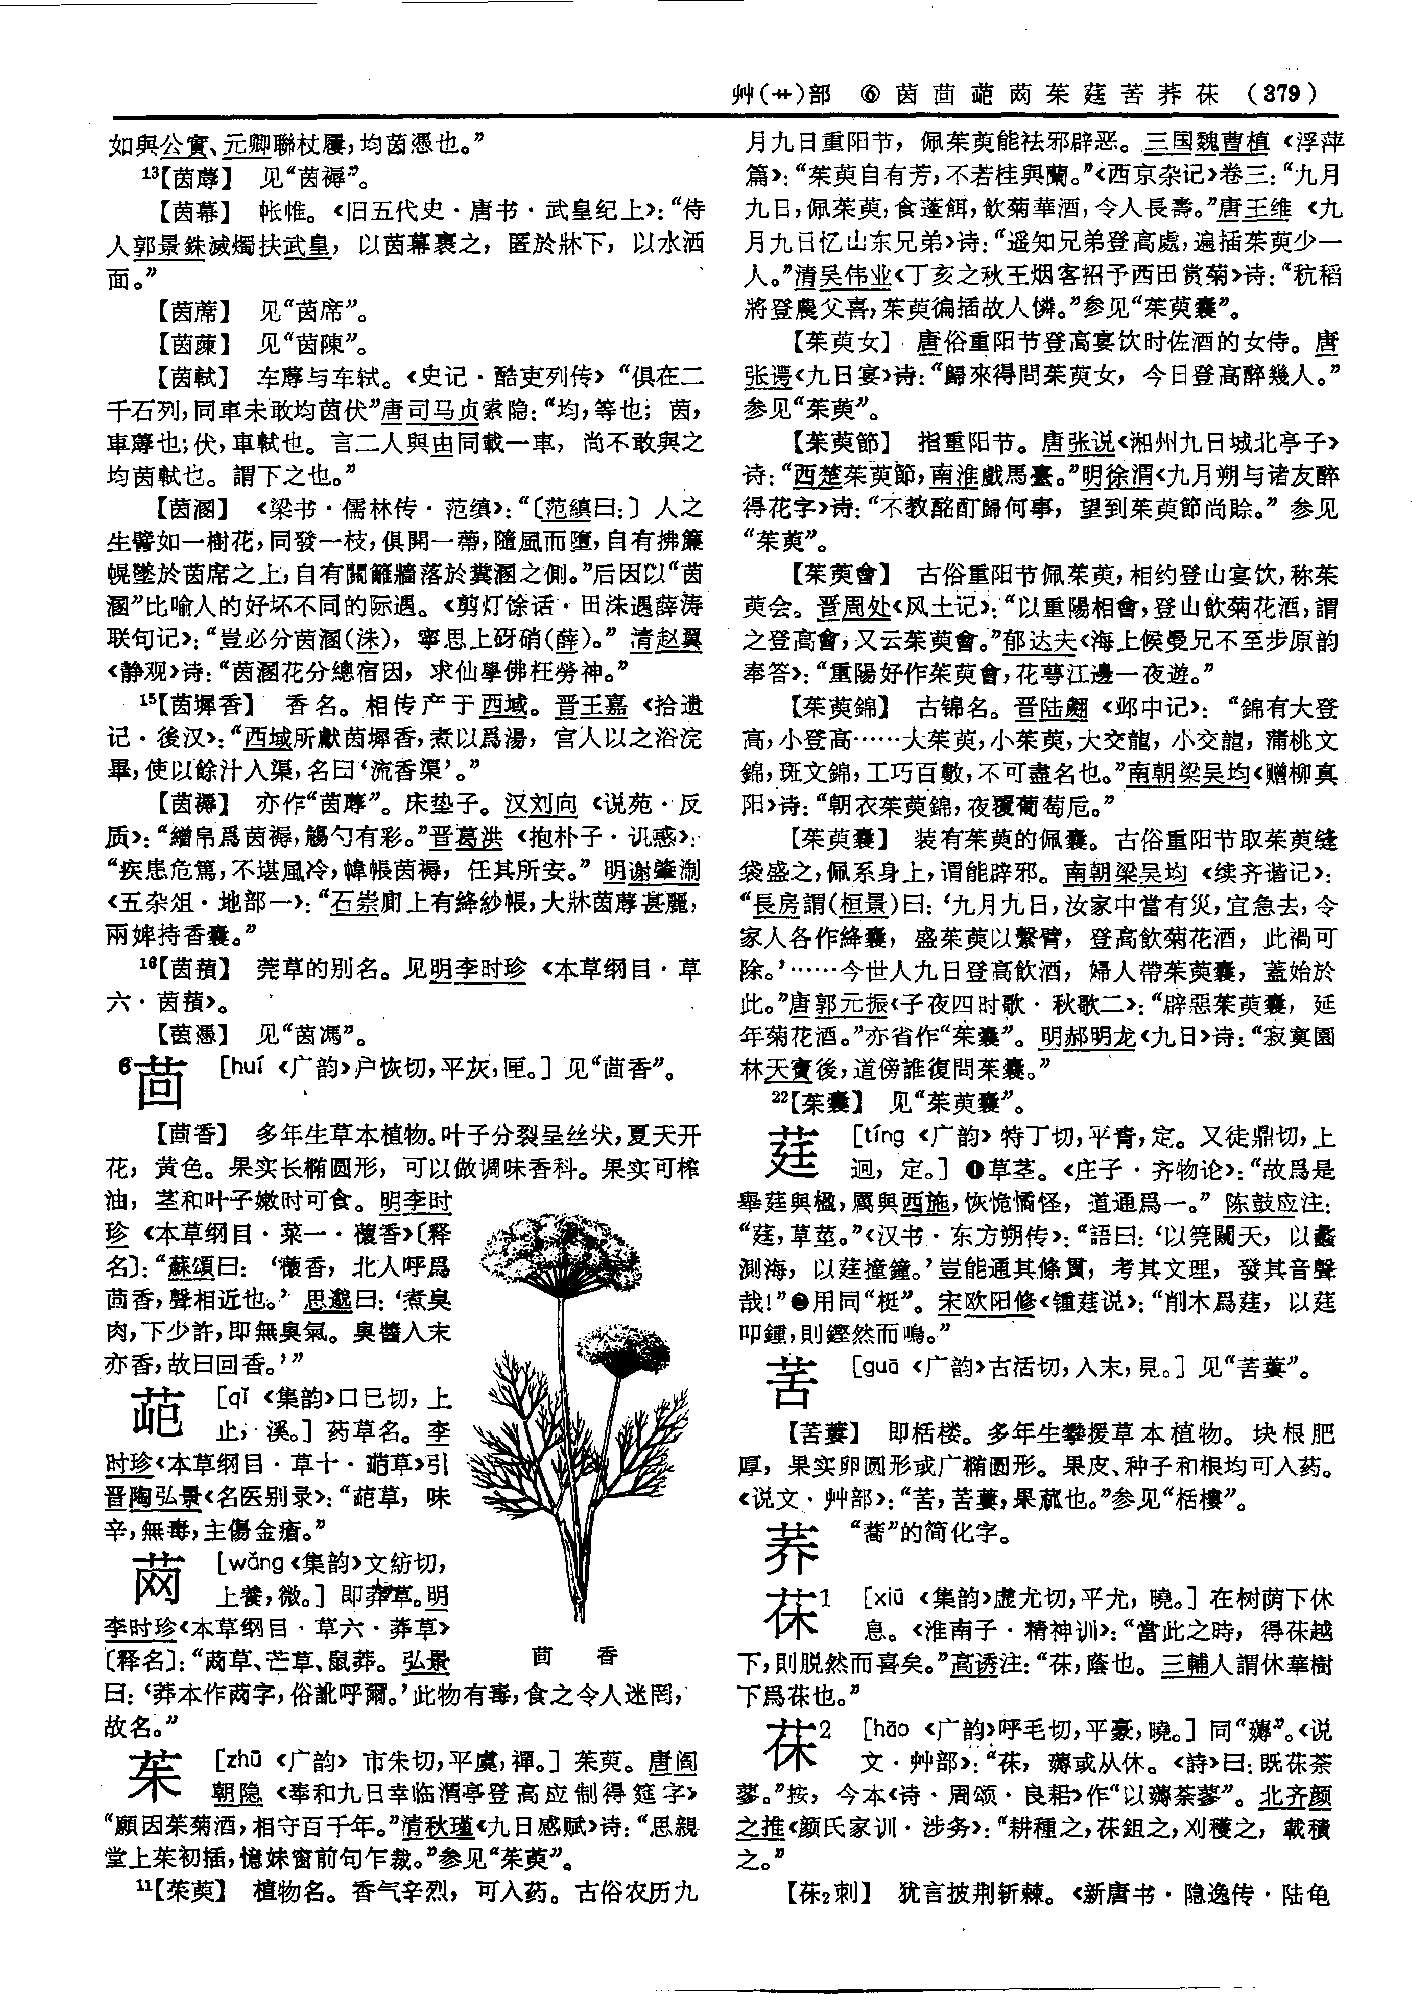 艸(艹)部 ⑥ 茵茴葩苪茱莛苦荞茠 (379)
如與公實、元卿聯杖屨,均茵憑也。”
13【茵蓐】 见“茵褥”。
【茵幕】 帐帷。《旧五代史·唐书·武皇纪上》:“侍
人郭景銖滅燭扶武皇,以茵幕裹之,匿於牀下,以水洒
面。”
【茵蓆】 见“茵席”。
【茵蔯】 见“茵陳”。
【茵軾】 车蓐与车轼。《史记·酷吏列传》“俱在二
千石列,同車未敢均茵伏”唐司马贞索隐:“均,等也;茵,
車蓐也;伏,車軾也。言二人與由同載一車,尚不敢與之
均茵軾也。謂下之也。”
【茵溷】 《梁书·儒林传·范缜》:“〔范縝曰:〕人之
生譬如一樹花,同發一枝,俱開一蔕,隨風而墮,自有拂簾
幌墜於茵席之上,自有關籬牆落於糞溷之側。”后因以“茵
溷”比喻人的好坏不同的际遇。《剪灯馀话·田洙遇薛涛
联句记》:“豈必分茵溷(洙),寧思上砑硝(薛)。”清赵翼
《静观》诗:“茵溷花分總宿因,求仙學佛枉勞神。”
15【茵墀香】 香名。相传产于西域。晋王嘉《拾遗
记·後汉》:“西域所獻茵墀香,煮以爲湯,宫人以之浴浣
畢,使以餘汁入渠,名曰‘流香渠’。”
【茵褥】 亦作“茵蓐”。床垫子。汉刘向《说苑·反
质》:“繒帛爲茵褥,觴勺有彩。”晋葛洪《抱朴子·讥惑》:
“疾患危篤,不堪風冷,幃帳茵褥,任其所安。”明谢肇淛
《五杂俎·地部一》:“石崇廁上有絳紗帳,大牀茵蓐甚麗,
兩婢持香囊。”
16【茵蕷】 莞草的别名。见明李时珍《本草纲目·草
六·茵蕷》。
【茵憑】 见“茵馮”。
6茴 [huí 《广韵》户恢切,平灰,匣。]见“茴香”。
【茴香】 多年生草本植物。叶子分裂呈丝状,夏天开
花,黄色。果实长椭圆形,可以做调味香科。果实可榨
油,茎和叶子嫩时可食。明李时
珍《本草纲目·菜一·蘹香》〔释
名〕:“蘇頌曰:‘蘹香,北人呼爲
茴香,聲相近也。’思邈曰:‘煮臭
肉,下少許,即無臭氣。臭醬入末
亦香,故曰回香。’”
[qǐ 《集韵》口已切,上
止,溪。]药草名。李
时珍《本草纲目·草十·草》引
晋陶弘景《名医别录》:“草,味
辛,無毒,主傷金瘡。”
[wǎng《集韵》文紡切,
上養,微。]即莽草。明
李时珍《本草纲目·草六·莽草》
〔释名〕:“草、芒草、鼠莽。弘景
曰:‘莽本作字,俗訛呼爾。’此物有毒,食之令人迷罔,
故名。”
茴 香
茱 [zhū 《广韵》市朱切,平虞,禪。]茱萸。唐阎
朝隐《奉和九日幸临渭亭登高应制得筵字》
“願因茱菊酒,相守百千年。”清秋瑾《九日感赋》诗:“思親
堂上茱初插,憶妹窗前句乍裁。”参见“茱萸”。
11【茱萸】 植物名。香气辛烈,可入药。古俗农历九
月九日重阳节,佩茱萸能祛邪辟恶。三国魏曹植《浮萍
篇》:“茱萸自有芳,不若桂與蘭。”《西京杂记》卷三:“九月
九日,佩茱萸,食蓬餌,飲菊華酒,令人長壽。”唐王维《九
月九日忆山东兄弟》诗:“遥知兄弟登高處,遍插茱萸少一
人。”清吴伟业《丁亥之秋王烟客招予西田赏菊》诗:“秔稻
將登農父喜,茱萸徧插故人憐。”参见“茱萸囊”。
【茱萸女】 唐俗重阳节登高宴饮时佐酒的女侍。唐
张谔《九日宴》诗:“歸來得問茱萸女,今日登高醉幾人。”
参见“茱萸”。
【茱萸節】 指重阳节。唐张说《湘州九日城北亭子》
诗:“西楚茱萸節,南淮戲馬臺。”明徐渭《九月朔与诸友醉
得花字》诗:“不教酩酊歸何事,望到茱萸節尚賒。”参见
“茱萸”。
【茱萸會】 古俗重阳节佩茱萸,相约登山宴饮,称茱
萸会。晋周处《风土记》:“以重陽相會,登山飲菊花酒,謂
之登高會,又云茱萸會。”郁达夫《海上候曼兄不至步原韵
奉答》:“重陽好作茱萸會,花萼江邊一夜遊。”
【茱萸錦】 古锦名。晋陆翙《邺中记》:“錦有大登
高,小登高……大茱萸,小茱萸,大交龍,小交龍,蒲桃文
錦,斑文錦,工巧百數,不可盡名也。”南朝梁吴均《赠柳真
阳》诗:“朝衣茱萸錦,夜覆葡萄卮。”
【茱萸囊】 装有茱萸的佩囊。古俗重阳节取茱萸缝
袋盛之,佩系身上,谓能辟邪。南朝梁吴均《续齐谐记》:
“長房謂(桓景)曰:‘九月九日,汝家中當有災,宜急去,令
家人各作絳囊,盛茱萸以繫臂,登高飲菊花酒,此禍可
除。’……今世人九日登高飲酒,婦人帶茱萸囊,蓋始於
此。”唐郭元振《子夜四时歌·秋歌二》:“辟惡茱萸囊,延
年菊花酒。”亦省作“茱囊”。明郝明龙《九日》诗:“寂寞園
林天寶後,道傍誰復問茱囊。”
22【茱囊】 见“茱萸囊”。
莛 [tíng 《广韵》特丁切,平青,定。又徒鼎切,上
迥,定。] ❶草茎。《庄子·齐物论》:“故爲是
舉莛與楹,厲與西施,恢恑憰怪,道通爲一。”陈鼓应注:
“莛,草莖。”《汉书·东方朔传》:“語曰:‘以筦闚天,以蠡
測海,以莛撞鐘。’豈能通其條貫,考其文理,發其音聲
哉!”❷用同“梃”。宋欧阳修《锺莛说》:“削木爲莛,以莛
叩鍾,則鏗然而鳴。”
[guā 《广韵》古活切,入末,見。]见“蔞”。
【蔞】 即栝楼。多年生攀援草本植物。块根肥
厚,果实卵圆形或广椭圆形。果皮、种子和根均可入药。
《说文·艸部》:“,蔞,果蓏也。”参见“栝樓”。
荞 “蕎”的简化字。
茠1 [xiū 《集韵》虚尤切,平尤,曉。]在树荫下休
息。《淮南子·精神训》:“當此之時,得茠越
下,則脱然而喜矣。”高诱注:“茠,蔭也。三輔人謂休華樹
下爲茠也。”
茠2 [hāo 《广韵》呼毛切,平豪,曉。]同“薅”。《说
文·艸部》:“茠,薅或从休。《詩》曰:既茠荼
蓼。”按,今本《诗·周颂·良耜》作“以薅荼蓼”。北齐颜
之推《颜氏家训·涉务》:“耕種之,茠鉏之,刈穫之,載積
之。”
【茠2刺】 犹言披荆斩棘。《新唐书·隐逸传·陆龟